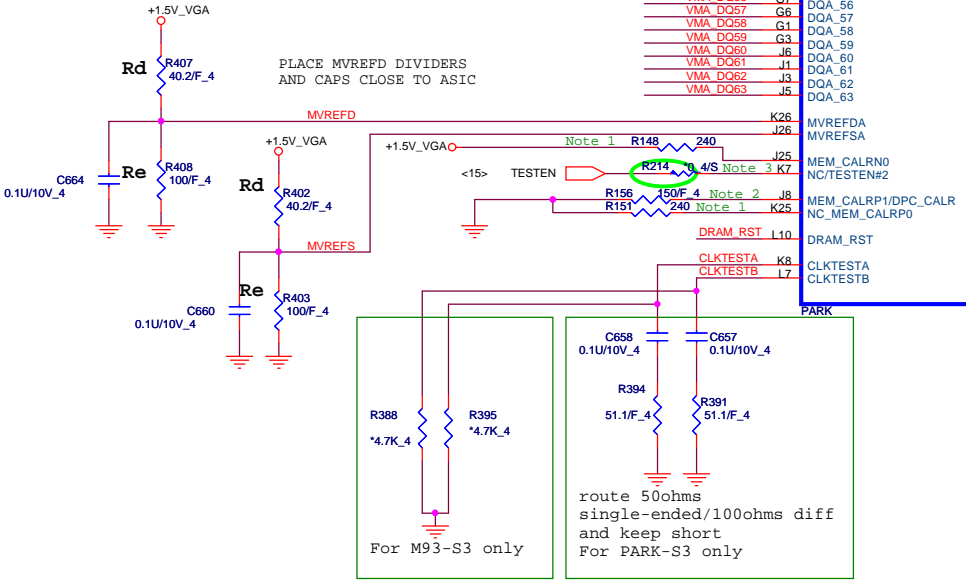 DQA_56
VMA_DQ57 G6 DQA_57
VMA_DQ58 G1 DQA_58
VMA_DQ59 G3 DQA_59
VMA_DQ60 J6 DQA_60
VMA_DQ61 J1 DQA_61
VMA_DQ62 J3 DQA_62
VMA_DQ63 J5 DQA_63
+1.5V_VGA
Rd
R407
40.2/F_4
PLACE MVREFD DIVIDERS
AND CAPS CLOSE TO ASIC
MVREFD
K26 MVREFDA
J26 MVREFSA
C664
0.1U/10V_4
Re
R408
100/F_4
+1.5V_VGA
Rd
R402
40.2/F_4
MVREFS
Re
R403
100/F_4
C660
0.1U/10V_4
+1.5V_VGA
Note 1
R148 240
J25 MEM_CALRN0
<15> TESTEN
R214 *0_4/S
Note 3
K7 NC/TESTEN#2
R156 150/F_4
Note 2
J8 MEM_CALRP1/DPC_CALR
R151 240
Note 1
K25 NC_MEM_CALRP0
DRAM_RST L10 DRAM_RST
CLKTESTA K8 CLKTESTA
CLKTESTB L7 CLKTESTB
PARK
R388
*4.7K_4
R395
*4.7K_4
For M93-S3 only
C658
0.1U/10V_4
C657
0.1U/10V_4
R394
51.1/F_4
R391
51.1/F_4
route 50ohms
single-ended/100ohms diff
and keep short
For PARK-S3 only